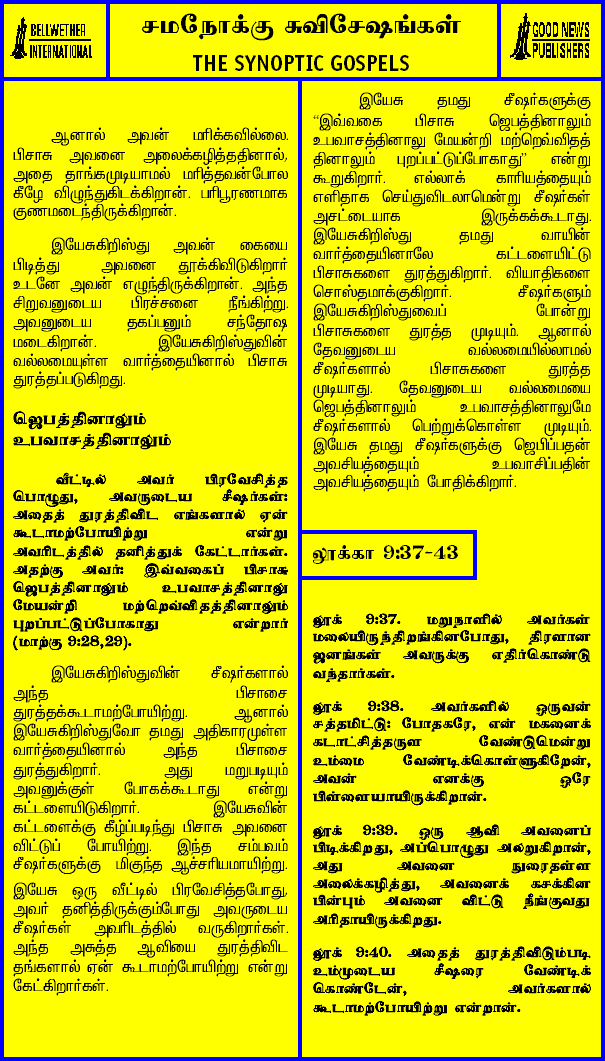 BELLWETHER
INTERNATIONAL
சமநோக்கு சுவிசேஷங்கள்
THE SYNOPTIC GOSPELS
GOOD NEWS
PUBLISHERS
ஆனால் அவன் மரிக்கவில்லை.
பிசாசு அவனை அலைக்கழித்ததினால்,
அதை தாங்கமுடியாமல் மரித்தவன்போல
கீழே விழுந்துகிடக்கிறான். பரிபூரணமாக
குணமடைந்திருக்கிறான்.
இயேசுகிறிஸ்து அவன் கையை
பிடித்து அவனை தூக்கிவிடுகிறார்
உடனே அவன் எழுந்திருக்கிறான். அந்த
சிறுவனுடைய பிரச்சனை நீங்கிற்று.
அவனுடைய தகப்பனும் சந்தோஷ
மடைகிறான். இயேசுகிறிஸ்துவின்
வல்லமையுள்ள வார்த்தையினால் பிசாசு
துரத்தப்படுகிறது.
ஜெபத்தினாலும்
உபவாசத்தினாலும்
வீட்டில் அவர் பிரவேசித்த
பொழுது, அவருடைய சீஷர்கள்:
அதைத் துரத்திவிட எங்களால் ஏன்
கூடாமற்போயிற்று என்று
அவரிடத்தில் தனித்துக் கேட்டார்கள்.
அதற்கு அவர்: இவ்வகைப் பிசாசு
ஜெபத்தினாலும் உபவாசத்தினாலு
மேயன்றி மற்றெவ்விதத்தினாலும்
புறப்பட்டுப்போகாது என்றார்
(மாற்கு 9:28,29).
இயேசுகிறிஸ்துவின் சீஷர்களால்
அந்த பிசாசை
துரத்தக்கூடாமற்போயிற்று. ஆனால்
இயேசுகிறிஸ்துவோ தமது அதிகாரமுள்ள
வார்த்தையினால் அந்த பிசாசை
துரத்துகிறார். அது மறுபடியும்
அவனுக்குள் போகக்கூடாது என்று
கட்டளையிடுகிறார். இயேசுவின்
கட்டளைக்கு கீழ்ப்படிந்து பிசாசு அவனை
விட்டுப் போயிற்று. இந்த சம்பவம்
சீஷர்களுக்கு மிகுந்த ஆச்சரியமாயிற்று.
இயேசு ஒரு வீட்டில் பிரவேசித்தபோது,
அவர் தனித்திருக்கும்போது அவருடைய
சீஷர்கள் அவரிடத்தில் வருகிறார்கள்.
அந்த அசுத்த ஆவியை துரத்திவிட
தங்களால் ஏன் கூடாமற்போயிற்று என்று
கேட்கிறார்கள்.
இயேசு தமது சீஷர்களுக்கு
“இவ்வகை பிசாசு ஜெபத்தினாலும்
உபவாசத்தினாலு மேயன்றி மற்றெவ்விதத்
தினாலும் புறப்பட்டுப்போகாது” என்று
கூறுகிறார். எல்லாக் காரியத்தையும்
எளிதாக செய்துவிடலாமென்று சீஷர்கள்
அசட்டையாக இருக்கக்கூடாது.
இயேசுகிறிஸ்து தமது வாயின்
வார்த்தையினாலே கட்டளையிட்டு
பிசாசுகளை துரத்துகிறார். வியாதிகளை
சொஸ்தமாக்குகிறார். சீஷர்களும்
இயேசுகிறிஸ்துவைப் போன்று
பிசாசுகளை துரத்த முடியும். ஆனால்
தேவனுடைய வல்லமையில்லாமல்
சீஷர்களால் பிசாசுகளை துரத்த
முடியாது. தேவனுடைய வல்லமையை
ஜெபத்தினாலும் உபவாசத்தினாலுமே
சீஷர்களால் பெற்றுக்கொள்ள முடியும்.
இயேசு தமது சீஷர்களுக்கு ஜெபிப்பதன்
அவசியத்தையும் உபவாசிப்பதின்
அவசியத்தையும் போதிக்கிறார்.
லூக்கா 9:37-43
லூக் 9:37. மறுநாளில் அவர்கள்
மலையிருந்திறங்கினபோது, திரளான
ஜனங்கள் அவருக்கு எதிர்கொண்டு
வந்தார்கள்.
லூக் 9:38. அவர்களில் ஒருவன்
சத்தமிட்டு: போதகரே, என் மகனைக்
கடாட்சித்தருள வேண்டுமென்று
உம்மை வேண்டிக்கொள்ளுகிறேன்,
அவன் எனக்கு ஒரே
பிள்ளையாயிருக்கிறான்.
லூக் 9:39. ஒரு ஆவி அவனைப்
பிடிக்கிறது, அப்பொழுது அலறுகிறான்,
அது அவனை நுரைதள்ள
அலைக்கழித்து, அவனைக் கசக்கின
பின்பும் அவனை விட்டு நீங்குவது
அரிதாயிருக்கிறது.
லூக் 9:40. அதைத் துரத்திவிடும்படி
உம்முடைய சீஷரை வேண்டிக்
கொண்டேன், அவர்களால்
கூடாமற்போயிற்று என்றான்.